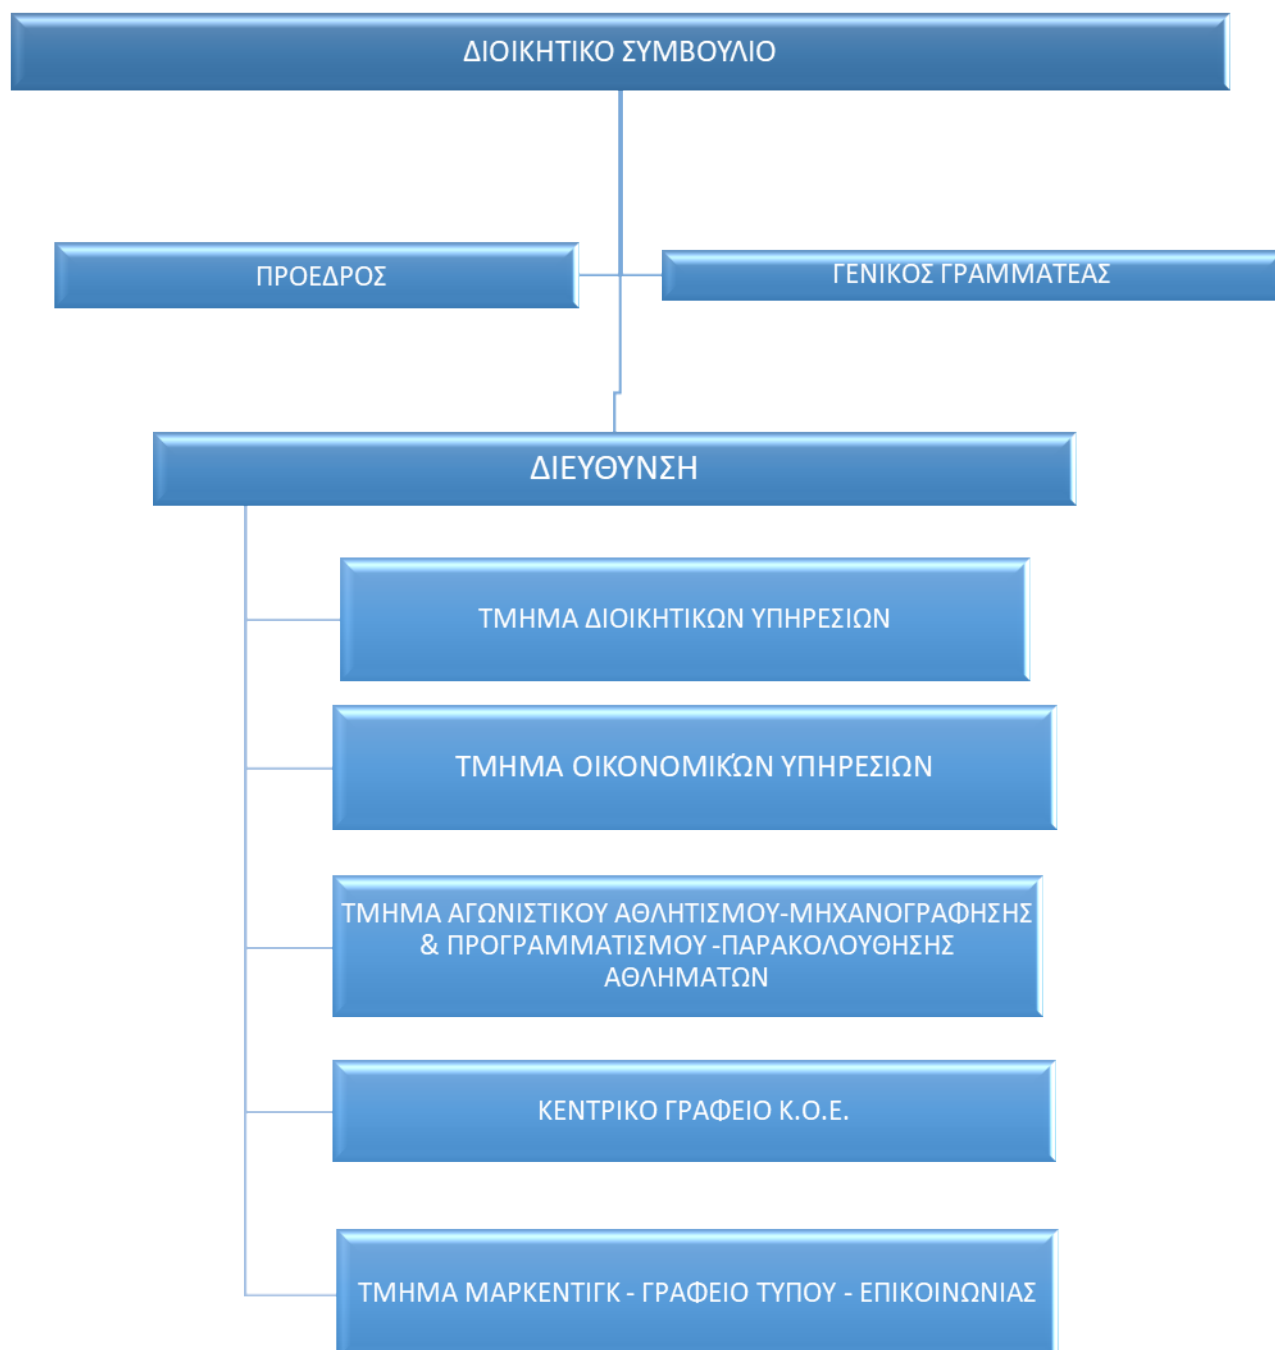 ΔΙΟΙΚΗΤΙΚΟ ΣΥΜΒΟΥΛΙΟ
ΠΡΟΕΔΡΟΣ
ΓΕΝΙΚΟΣ ΓΡΑΜΜΑΤΕΑΣ
ΔΙΕΥΘΥΝΣΗ
ΤΜΗΜΑ ΔΙΟΙΚΗΤΙΚΩΝ ΥΠΗΡΕΣΙΩΝ
ΤΜΗΜΑ ΟΙΚΟΝΟΜΙΚΏΝ ΥΠΗΡΕΣΙΩΝ
ΤΜΗΜΑ ΑΓΩΝΙΣΤΙΚΟΥ ΑΘΛΗΤΙΣΜΟΥ-ΜΗΧΑΝΟΓΡΑΦΗΣΗΣ
& ΠΡΟΓΡΑΜΜΑΤΙΣΜΟΥ -ΠΑΡΑΚΟΛΟΥΘΗΣΗΣ
ΑΘΛΗΜΑΤΩΝ
ΚΕΝΤΡΙΚΟ ΓΡΑΦΕΙΟ Κ.Ο.Ε.
ΤΜΗΜΑ ΜΑΡΚΕΝΤΙΓΚ - ΓΡΑΦΕΙΟ ΤΥΠΟΥ - ΕΠΙΚΟΙΝΩΝΙΑΣ